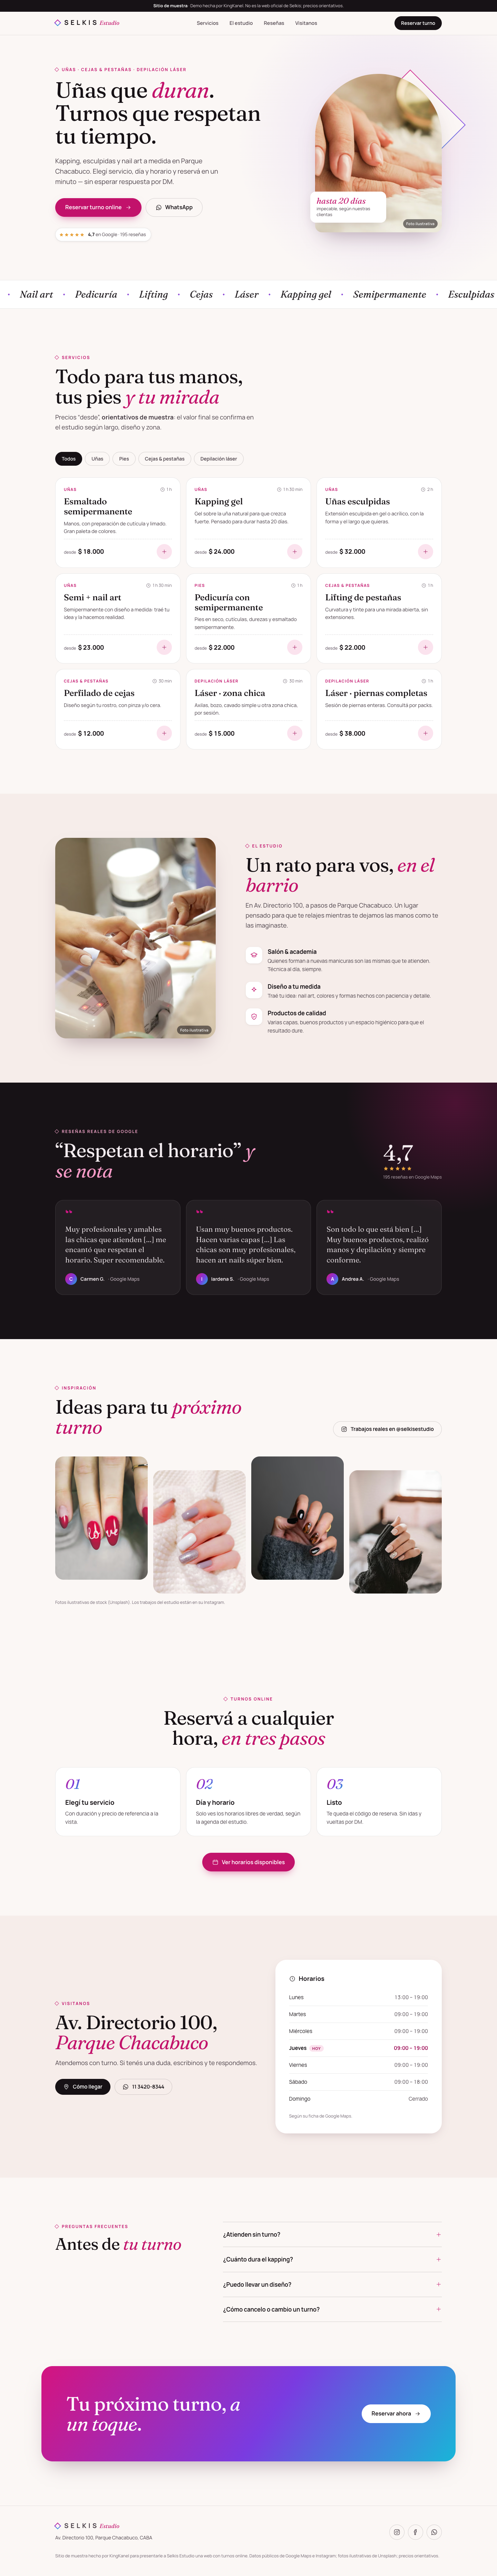 Sitio de muestra · Demo hecha por KingKanat. No es la web oficial de Selkis; precios orientativos.
SELKIS Estudio
Servicios
El estudio
Reseñas
Visitanos
Reservar turno
UÑAS · CEJAS & PESTAÑAS · DEPILACIÓN LÁSER
Uñas que duran.
Turnos que respetan
tu tiempo.
Kapping, esculpidas y nail art a medida en Parque
Chacabuco. Elegí servicio, día y horario y reservá en un
minuto — sin esperar respuesta por DM.
Reservar turno online
WhatsApp
4,7 en Google · 195 reseñas
hasta 20 días
impecable, según nuestras
clientas
Foto ilustrativa
Nail art
Pedicuría
Lifting
Cejas
Láser
Kapping gel
Semipermanente
Esculpidas
SERVICIOS
Todo para tus manos,
tus pies y tu mirada
Precios "desde", orientativos de muestra: el valor final se confirma en
el estudio según largo, diseño y zona.
Todos
Uñas
Pies
Cejas & pestañas
Depilación láser
UÑAS
1 h
Esmaltado
semipermanente
Manos, con preparación de cutícula y limado.
Gran paleta de colores.
desde $ 18.000
UÑAS
1 h 30 min
Kapping gel
Gel sobre la uña natural para que crezca
fuerte. Pensado para durar hasta 20 días.
desde $ 24.000
UÑAS
2 h
Uñas esculpidas
Extensión esculpida en gel o acrílico, con la
forma y el largo que quieras.
desde $ 32.000
UÑAS
1 h 30 min
Semi + nail art
Semipermanente con diseño a medida: traé tu
idea y la hacemos realidad.
desde $ 23.000
PIES
1 h
Pedicuría con
semipermanente
Pies en seco, cutículas, durezas y esmaltado
semipermanente.
desde $ 22.000
CEJAS & PESTAÑAS
1 h
Lifting de pestañas
Curvatura y tinte para una mirada abierta, sin
extensiones.
desde $ 22.000
CEJAS & PESTAÑAS
30 min
Perfilado de cejas
Diseño según tu rostro, con pinza y/o cera.
desde $ 12.000
DEPILACIÓN LÁSER
30 min
Láser · zona chica
Axilas, bozo, cavado simple u otra zona chica,
por sesión.
desde $ 15.000
DEPILACIÓN LÁSER
1 h
Láser · piernas completas
Sesión de piernas enteras. Consultá por packs.
desde $ 38.000
Foto ilustrativa
EL ESTUDIO
Un rato para vos, en el
barrio
En Av. Directorio 100, a pasos de Parque Chacabuco. Un lugar
pensado para que te relajes mientras te dejamos las manos como te
las imaginaste.
Salón & academia
Quienes forman a nuevas manicuras son las mismas que te atienden.
Técnica al día, siempre.
Diseño a tu medida
Traé tu idea: nail art, colores y formas hechos con paciencia y detalle.
Productos de calidad
Varias capas, buenos productos y un espacio higiénico para que el
resultado dure.
RESEÑAS REALES DE GOOGLE
“Respetan el horario” y
se nota
4,7
195 reseñas en Google Maps
Muy profesionales y amables
las chicas que atienden [...] me
encantó que respetan el
horario. Super recomendable.
C
Carmen G. · Google Maps
Usan muy buenos productos.
Hacen varias capas [...] Las
chicas son muy profesionales,
hacen art nails súper bien.
I
Iardena S. · Google Maps
Son todo lo que está bien [...]
Muy buenos productos, realizó
manos y depilación y siempre
conforme.
A
Andrea A. · Google Maps
INSPIRACIÓN
Ideas para tu próximo
turno
Trabajos reales en @selkisestudio
Fotos ilustrativas de stock (Unsplash). Los trabajos del estudio están en su Instagram.
TURNOS ONLINE
Reservá a cualquier
hora, en tres pasos
01
Elegí tu servicio
Con duración y precio de referencia a la
vista.
02
Día y horario
Solo ves los horarios libres de verdad, según
la agenda del estudio.
03
Listo
Te queda el código de reserva. Sin idas y
vueltas por DM.
Ver horarios disponibles
VISITANOS
Av. Directorio 100,
Parque Chacabuco
Atendemos con turno. Si tenés una duda, escribinos y te respondemos.
Cómo llegar
11 3420-8344
Horarios
Lunes 13:00 – 19:00
Martes 09:00 – 19:00
Miércoles 09:00 – 19:00
Jueves HOY 09:00 – 19:00
Viernes 09:00 – 19:00
Sábado 09:00 – 18:00
Domingo Cerrado
Según su ficha de Google Maps.
PREGUNTAS FRECUENTES
Antes de tu turno
¿Atienden sin turno?
¿Cuánto dura el kapping?
¿Puedo llevar un diseño?
¿Cómo cancelo o cambio un turno?
Tu próximo turno, a
un toque.
Reservar ahora
SELKIS Estudio
Av. Directorio 100, Parque Chacabuco, CABA
Sitio de muestra hecho por KingKanat para presentarle a Selkis Estudio una web con turnos online. Datos públicos de Google Maps e Instagram; fotos ilustrativas de Unsplash; precios orientativos.